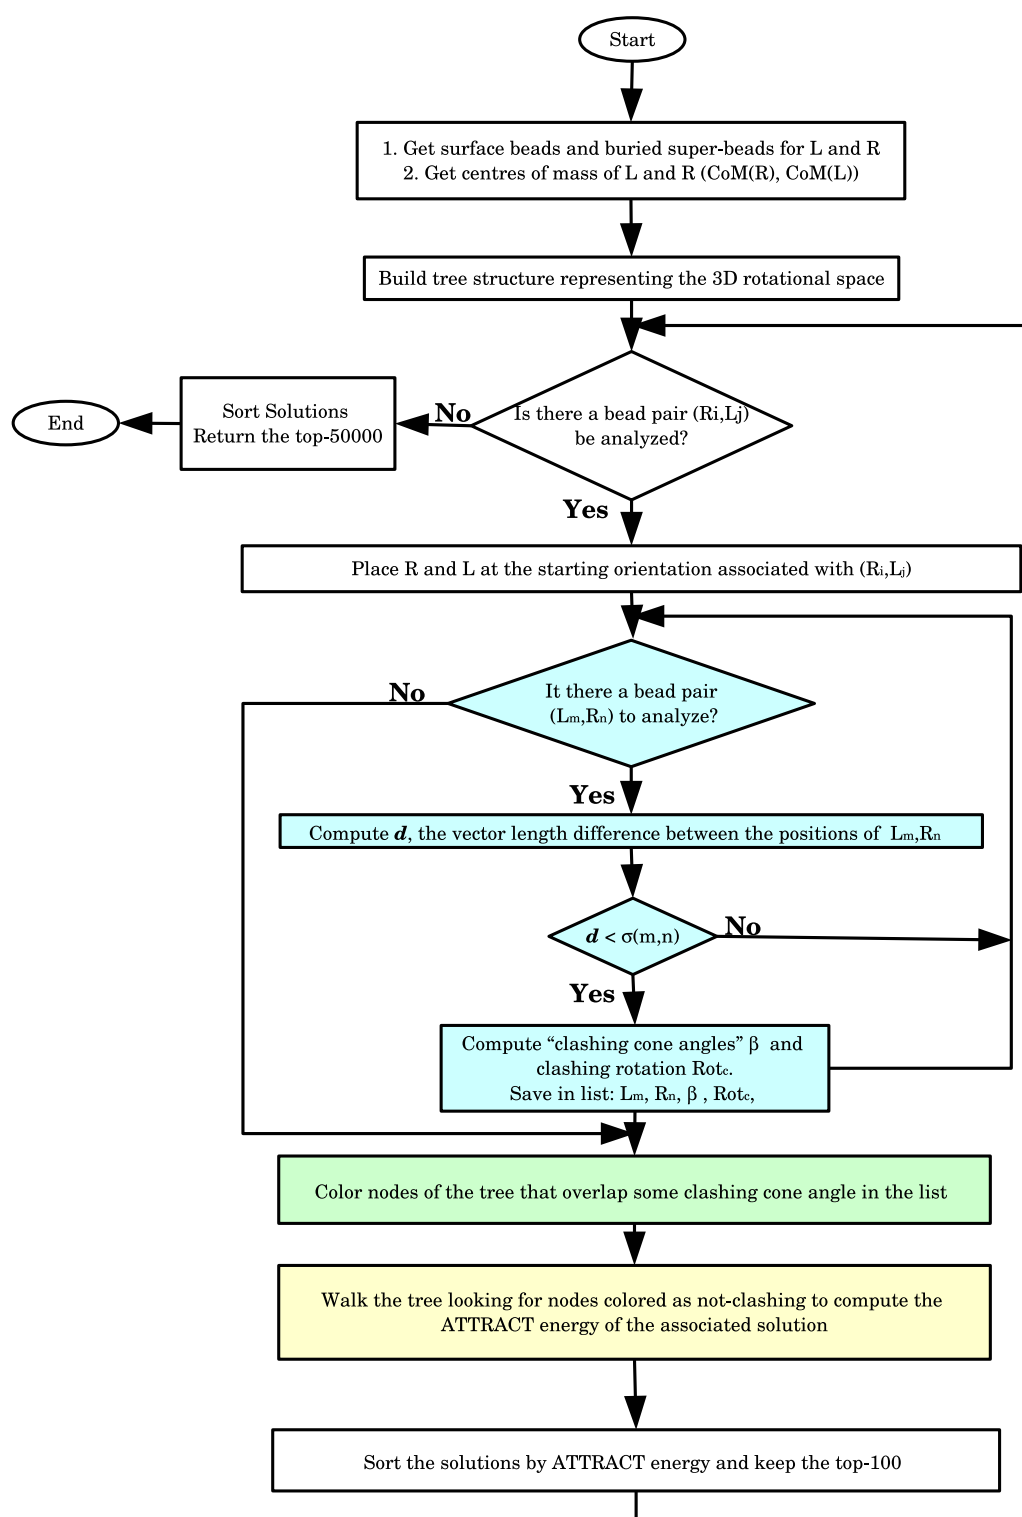 Start
1. Get surface beads and buried super-beads for L and R
2. Get centres of mass of L and R (CoM(R), CoM(L))
Build tree structure representing the 3D rotational space
Is there a bead pair (Ri,Lj)
be analyzed?
No
Sort Solutions
Return the top-50000
End
Yes
Place R and L at the starting orientation associated with (Ri,Lj)
It there a bead pair
(Lm,Rn) to analyze?
No
Yes
Compute d, the vector length difference between the positions of Lm,Rn
d < σ(m,n)
No
Yes
Compute “clashing cone angles” β and
clashing rotation Rotc.
Save in list: Lm, Rn, β , Rotc,
Color nodes of the tree that overlap some clashing cone angle in the list
Walk the tree looking for nodes colored as not-clashing to compute the
ATTRACT energy of the associated solution
Sort the solutions by ATTRACT energy and keep the top-100